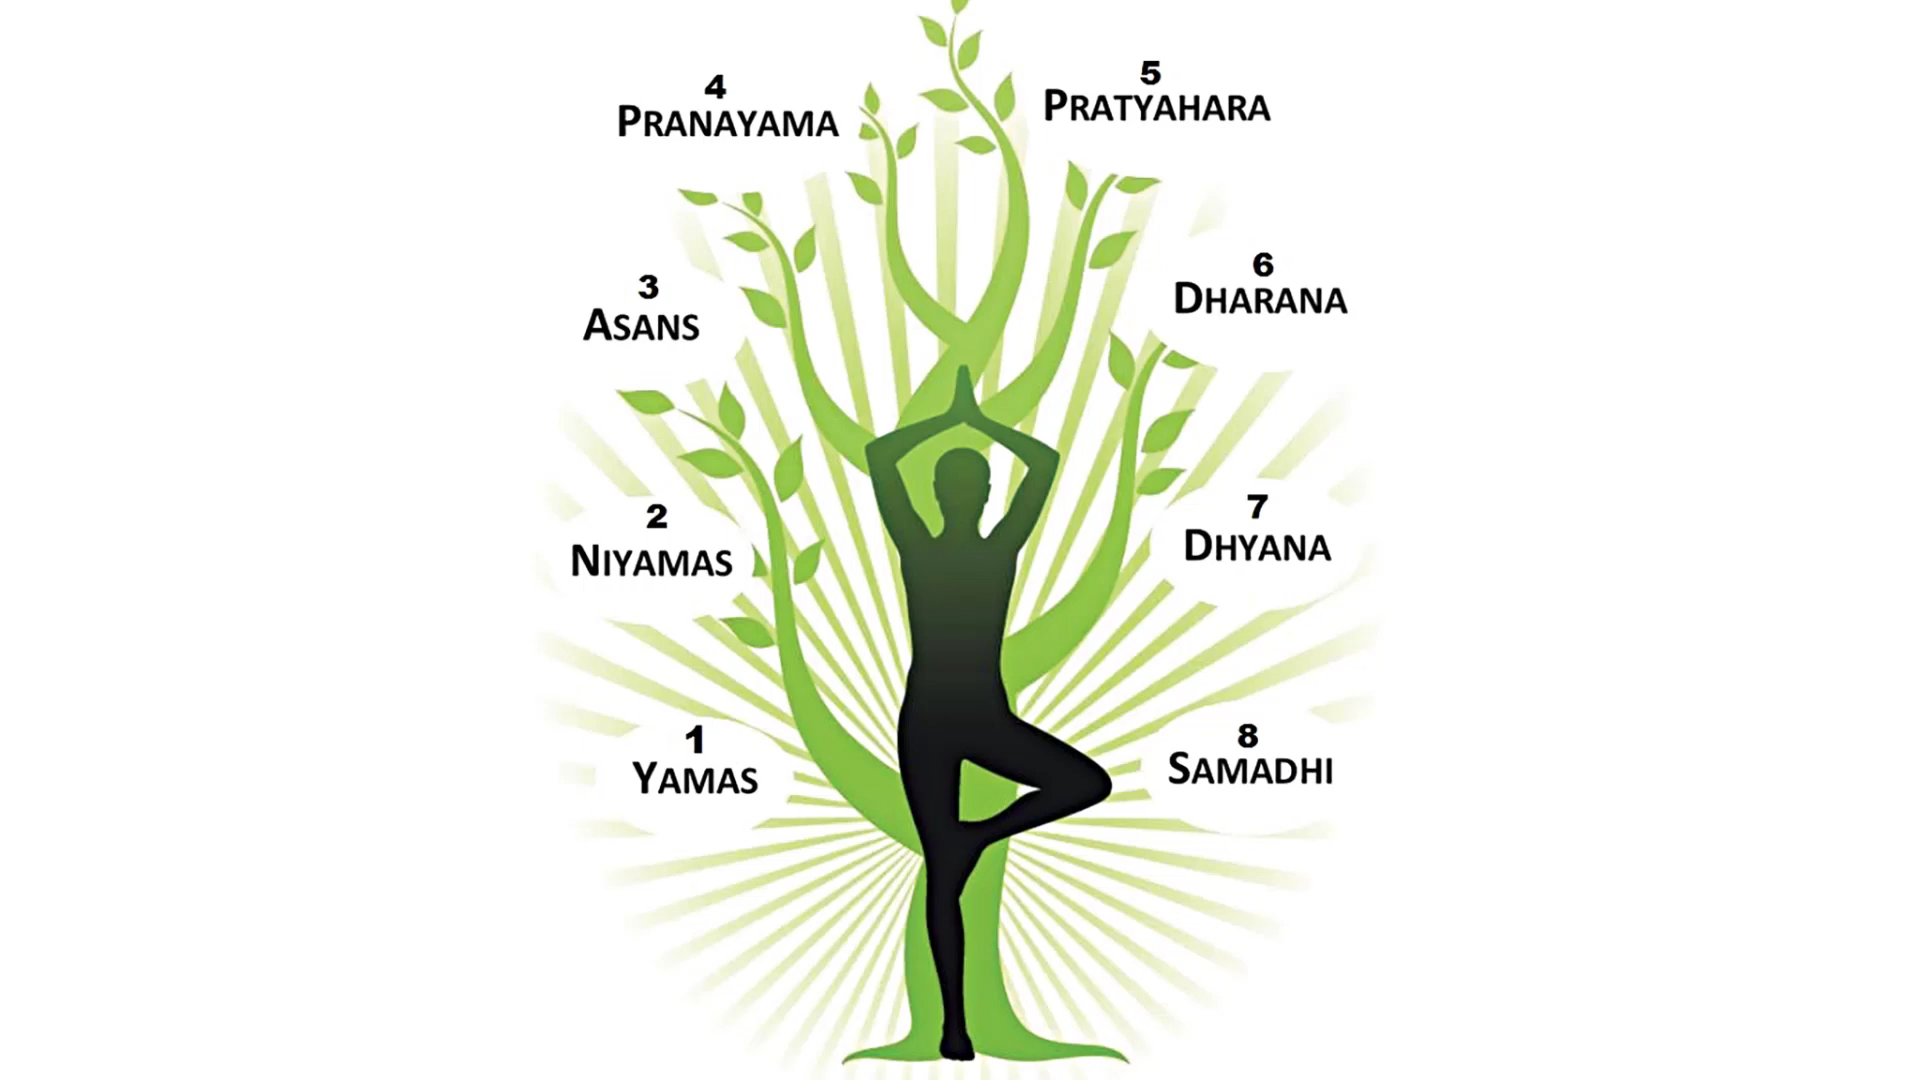 4
PRANAYAMA
5
PRATYAHARA
3
ASANS
6
DHARANA
2
NIYAMAS
7
DHYANA
1
YAMAS
8
SAMADHI